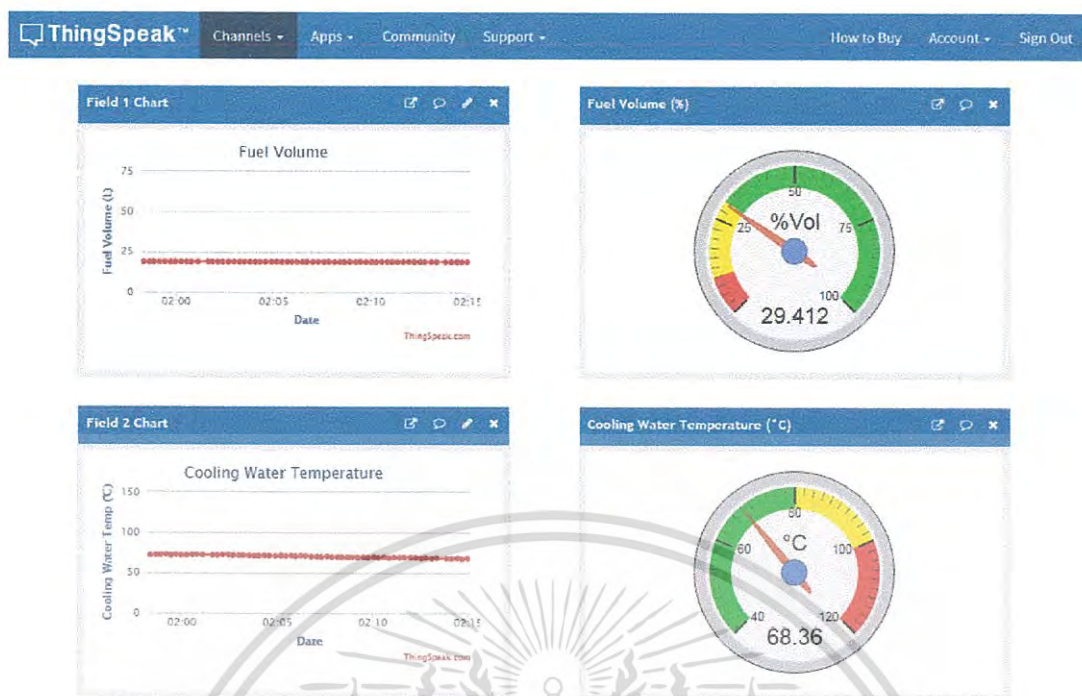 ThingSpeak™ Channels Apps Community Support How to Buy Account Sign Out
Field 1 Chart
Fuel Volume
Fuel Volume (L)
75
50
25
0
02:00 02:05 02:10 02:15
Date
ThingSpeak.com
Fuel Volume (%)
50
%Vol
25 75
100
29.412
Field 2 Chart
Cooling Water Temperature
Cooling Water Temp (°C)
150
100
50
0
02:00 02:05 02:10 02:15
Date
ThingSpeak.com
Cooling Water Temperature (°C)
80
°C
60 100
40 120
68.36